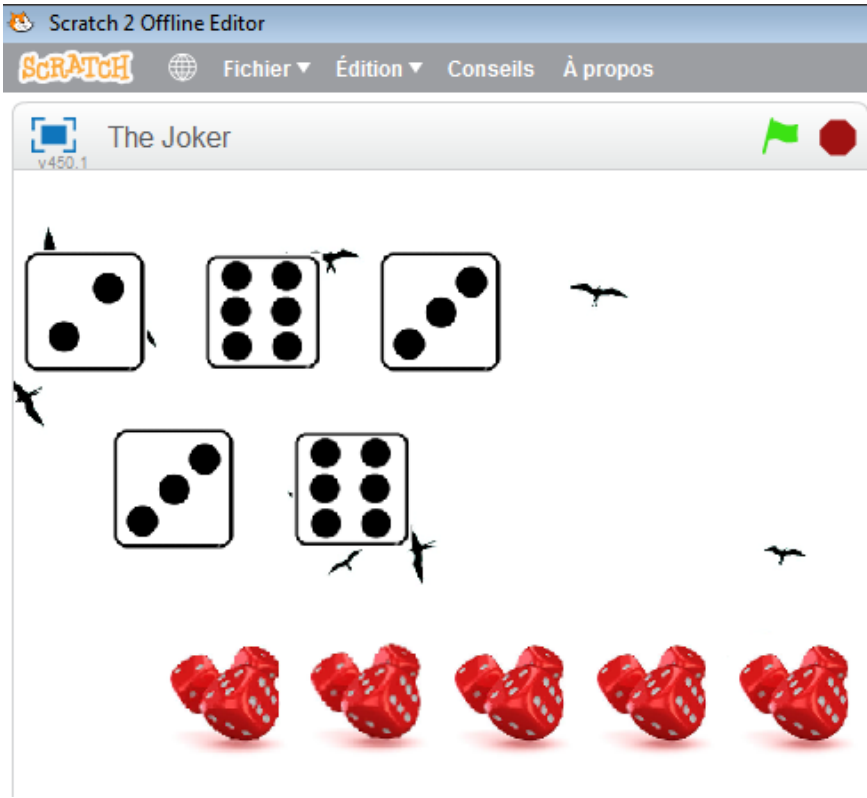 Scratch 2 Offline Editor
SCRATCH Fichier Édition Conseils À propos
The Joker
v450.1